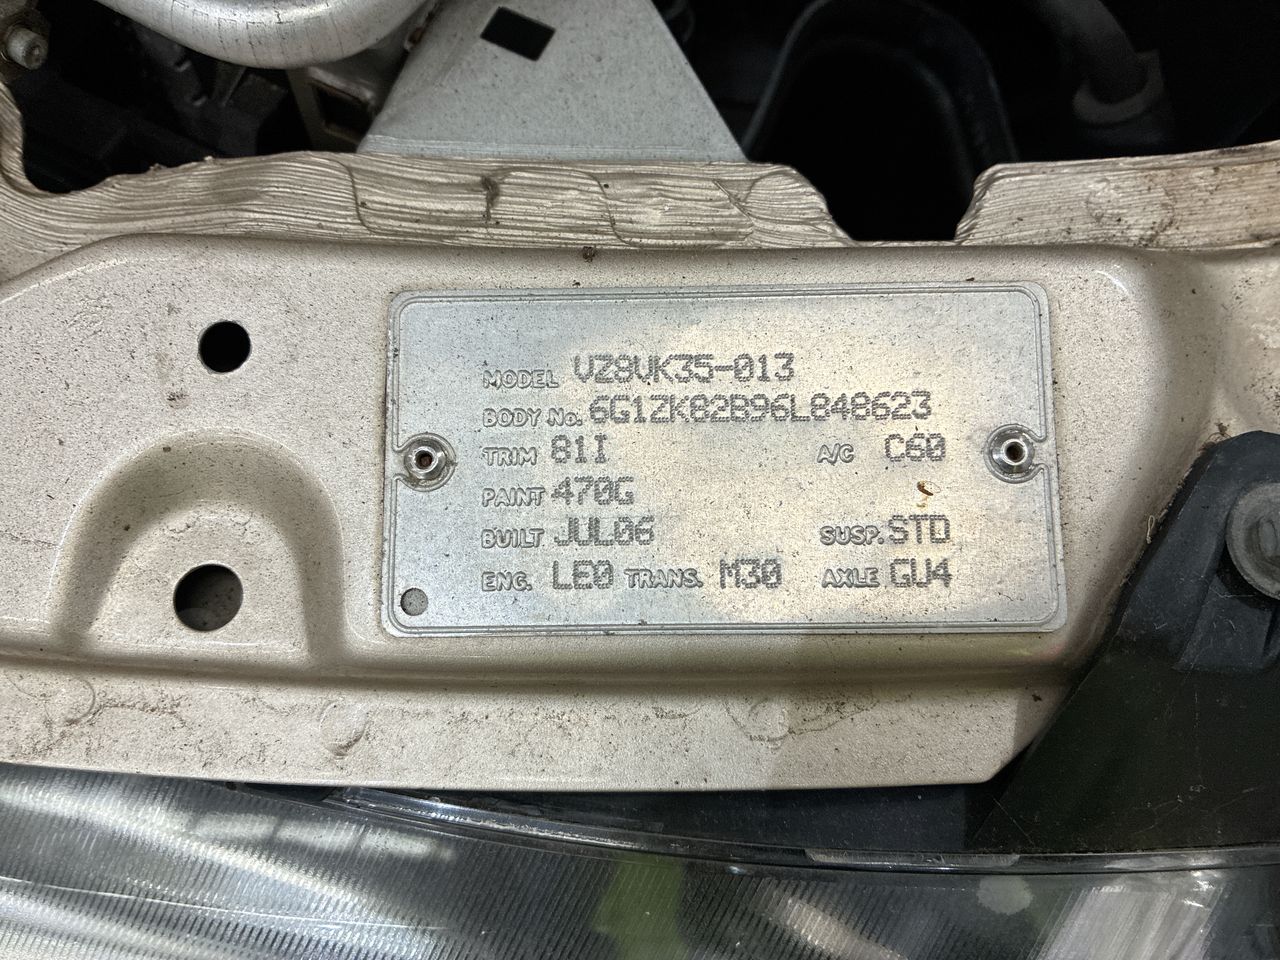 MODEL VZ8VK35-013
BODY No. 6G1ZK82B96L848623
TRIM 81I A/C C60
PAINT 470G
BUILT JUL06 SUSP. STD
ENG. LE0 TRANS. M30 AXLE GU4